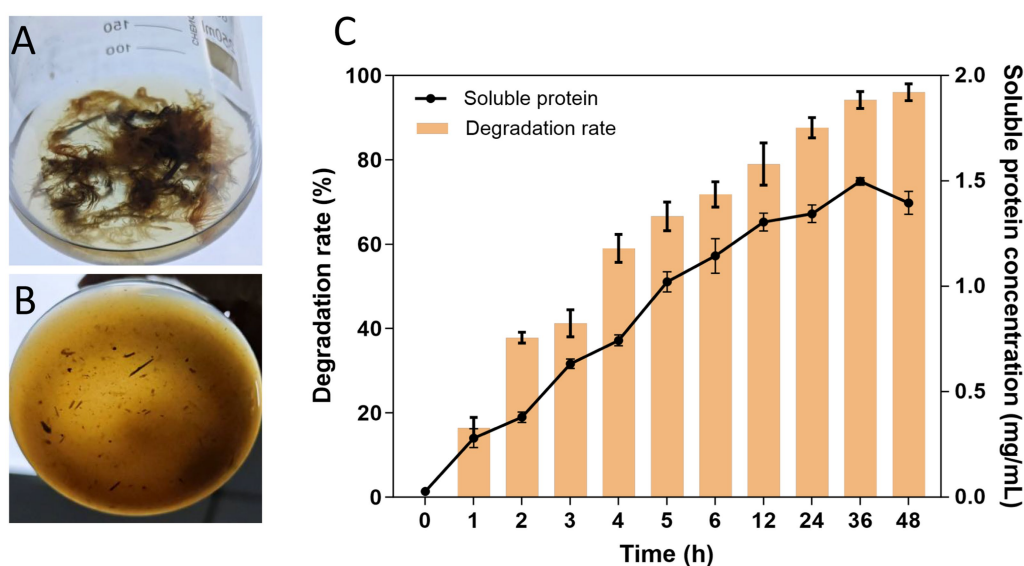 A
150
100
B
C
Soluble protein
Degradation rate
Degradation rate (%)
100
80
60
40
20
0
Soluble protein concentration (mg/mL)
2.0
1.5
1.0
0.5
0.0
0 1 2 3 4 5 6 12 24 36 48
Time (h)